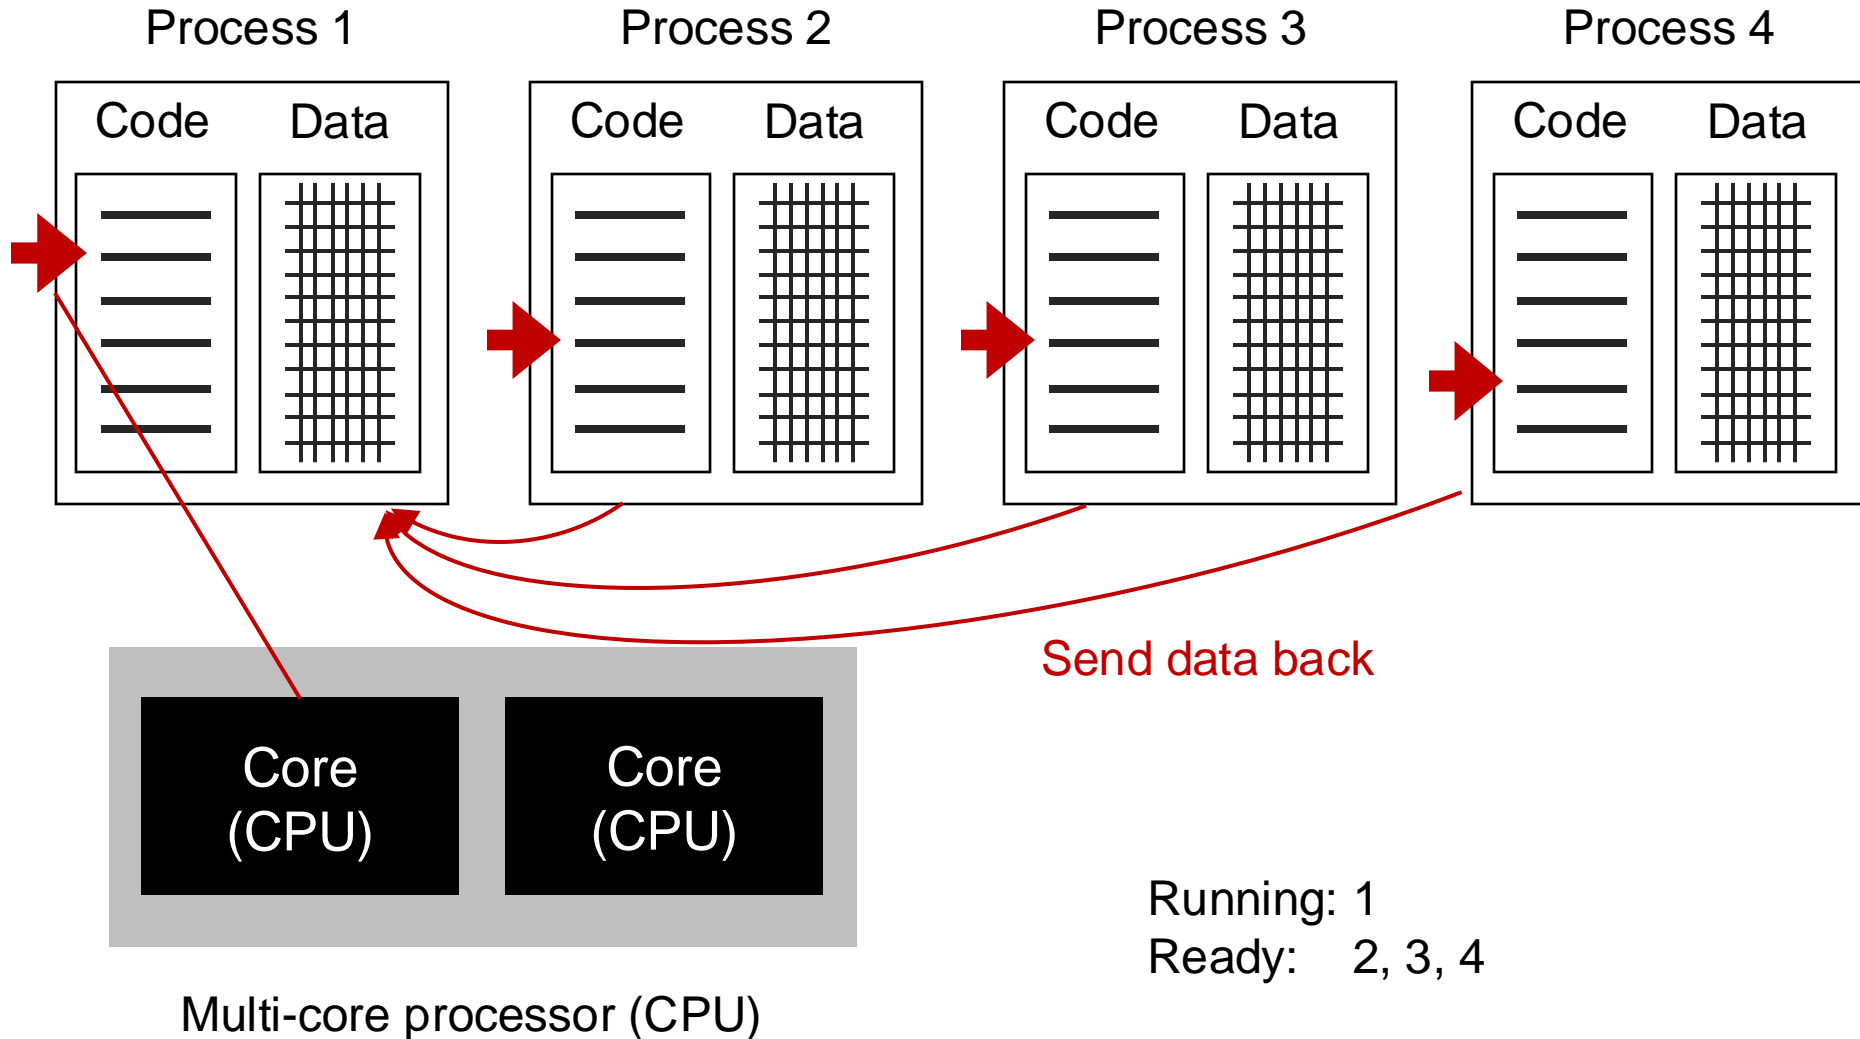 Process 1
Process 2
Process 3
Process 4
Code
Data
Code
Data
Code
Data
Code
Data
Send data back
Core
(CPU)
Core
(CPU)
Running: 1
Ready: 2, 3, 4
Multi-core processor (CPU)